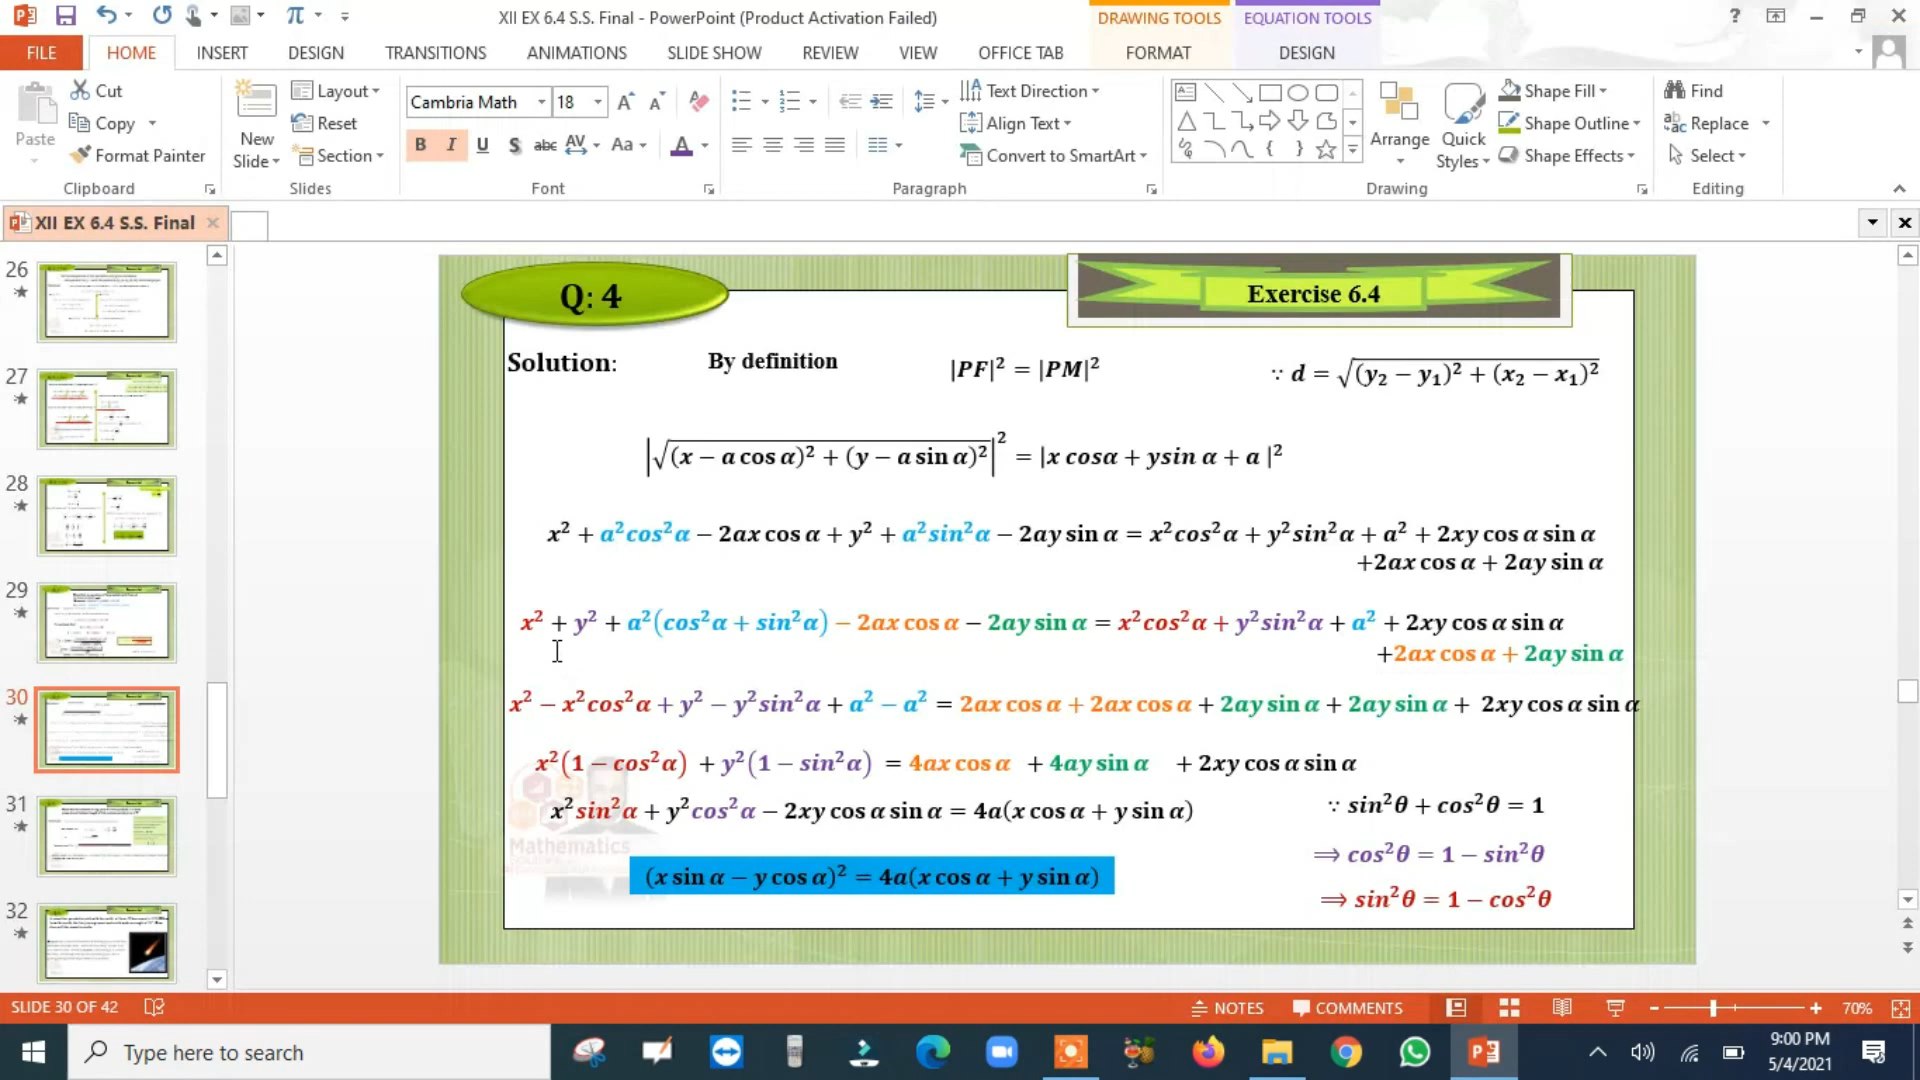 XII EX 6.4 S.S. Final - PowerPoint (Product Activation Failed)
DRAWING TOOLS
EQUATION TOOLS
FILE HOME INSERT DESIGN TRANSITIONS ANIMATIONS SLIDE SHOW REVIEW VIEW OFFICE TAB FORMAT DESIGN
Paste
Cut
Copy
Format Painter
Clipboard
New Slide
Layout
Reset
Section
Slides
Cambria Math 18
B I U S abc AV Aa A
Font
Text Direction
Align Text
Convert to SmartArt
Paragraph
Arrange
Quick Styles
Shape Fill
Shape Outline
Shape Effects
Drawing
Find
Replace
Select
Editing
XII EX 6.4 S.S. Final
26
27
28
29
30
31
32
Q: 4
Exercise 6.4
Solution: By definition |PF|² = |PM|² ∵ d = √(y₂ − y₁)² + (x₂ − x₁)²
|√(x − a cos α)² + (y − a sin α)²|² = |x cosα + ysin α + a |²
x² + a²cos²α − 2ax cos α + y² + a²sin²α − 2ay sin α = x²cos²α + y²sin²α + a² + 2xy cos α sin α
+2ax cos α + 2ay sin α
x² + y² + a²(cos²α + sin²α) − 2ax cos α − 2ay sin α = x²cos²α + y²sin²α + a² + 2xy cos α sin α
+2ax cos α + 2ay sin α
x² − x²cos²α + y² − y²sin²α + a² − a² = 2ax cos α + 2ax cos α + 2ay sin α + 2ay sin α + 2xy cos α sin α
x²(1 − cos²α) + y²(1 − sin²α) = 4ax cos α + 4ay sin α + 2xy cos α sin α
x²sin²α + y²cos²α − 2xy cos α sin α = 4a(x cos α + y sin α)
∵ sin²θ + cos²θ = 1
Mathematics
⟹ cos²θ = 1 − sin²θ
(x sin α − y cos α)² = 4a(x cos α + y sin α)
⟹ sin²θ = 1 − cos²θ
SLIDE 30 OF 42
NOTES
COMMENTS
70%
Type here to search
9:00 PM
5/4/2021